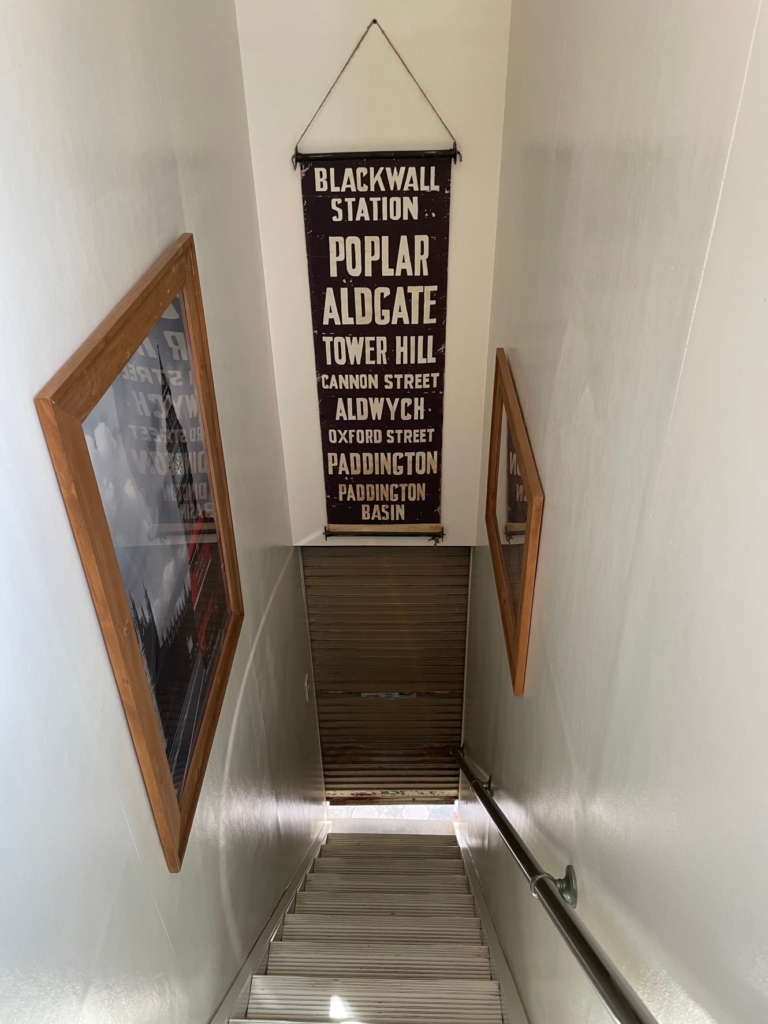 BLACKWALL
STATION
POPLAR
ALDGATE
TOWER HILL
CANNON STREET
ALDWYCH
OXFORD STREET
PADDINGTON
PADDINGTON
BASIN